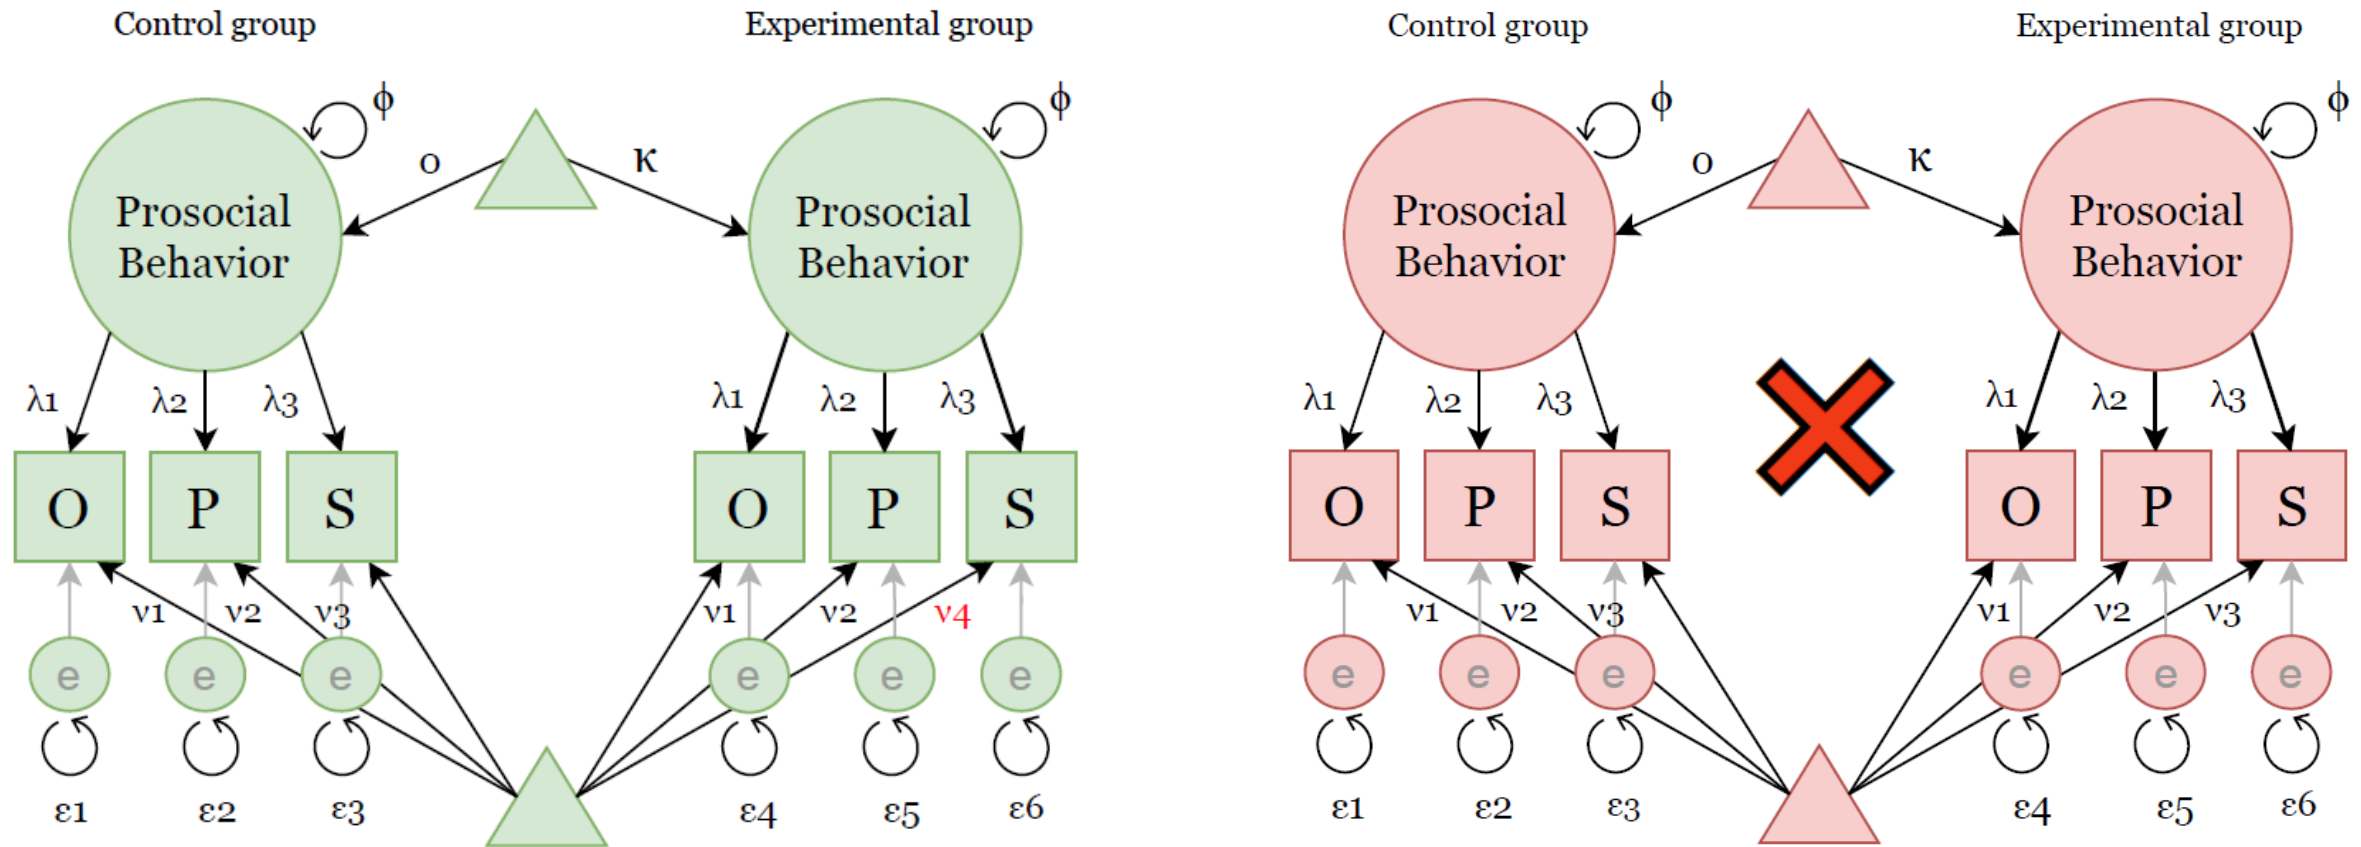 Control group
Experimental group
Control group
Experimental group
ϕ
ϕ
ϕ
ϕ
o
κ
o
κ
Prosocial
Behavior
Prosocial
Behavior
Prosocial
Behavior
Prosocial
Behavior
λ1
λ2
λ3
λ1
λ2
λ3
λ1
λ2
λ3
λ1
λ2
λ3
O
P
S
O
P
S
O
P
S
O
P
S
ν1
ν2
ν3
ν1
ν2
ν4
ν1
ν2
ν3
ν1
ν2
ν3
e
e
e
e
e
e
e
e
e
e
e
e
ε1
ε2
ε3
ε4
ε5
ε6
ε1
ε2
ε3
ε4
ε5
ε6